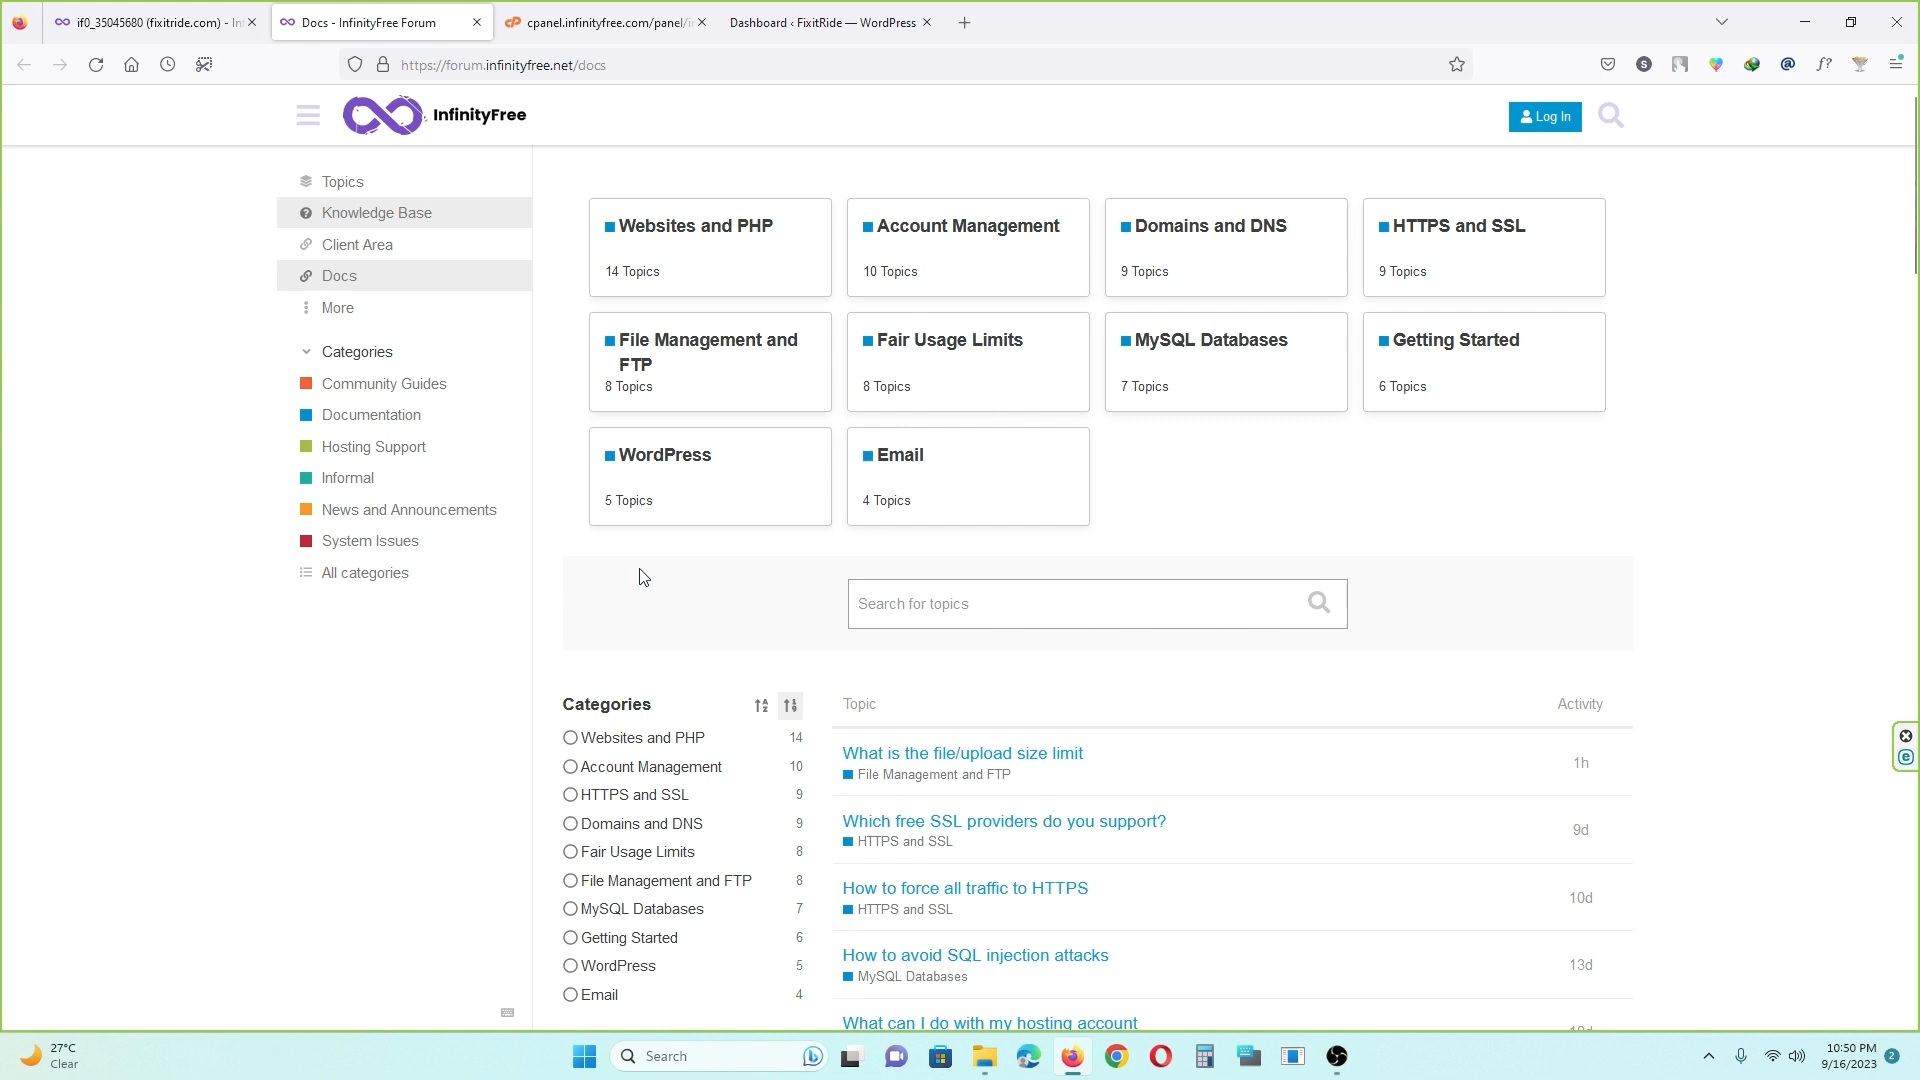 if0_35045680 (fixitride.com) - In
Docs - InfinityFree Forum
cpanel.infinityfree.com/panel/i
Dashboard ‹ FixitRide — WordPress
https://forum.infinityfree.net/docs
InfinityFree
Log In
Topics
Knowledge Base
Client Area
Docs
More
Categories
Community Guides
Documentation
Hosting Support
Informal
News and Announcements
System Issues
All categories
Websites and PHP
14 Topics
Account Management
10 Topics
Domains and DNS
9 Topics
HTTPS and SSL
9 Topics
File Management and
FTP
8 Topics
Fair Usage Limits
8 Topics
MySQL Databases
7 Topics
Getting Started
6 Topics
WordPress
5 Topics
Email
4 Topics
Search for topics
Categories
Websites and PHP 14
Account Management 10
HTTPS and SSL 9
Domains and DNS 9
Fair Usage Limits 8
File Management and FTP 8
MySQL Databases 7
Getting Started 6
WordPress 5
Email 4
Topic Activity
What is the file/upload size limit
File Management and FTP
1h
Which free SSL providers do you support?
HTTPS and SSL
9d
How to force all traffic to HTTPS
HTTPS and SSL
10d
How to avoid SQL injection attacks
MySQL Databases
13d
What can I do with my hosting account
27°C
Clear
Search
10:50 PM
9/16/2023
2